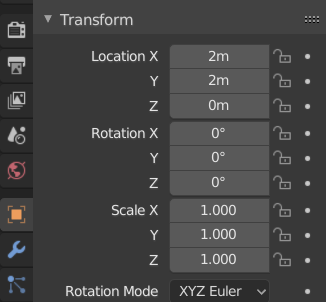 Transform
Location X 2m
Y 2m
Z 0m
Rotation X 0°
Y 0°
Z 0°
Scale X 1.000
Y 1.000
Z 1.000
Rotation Mode XYZ Euler